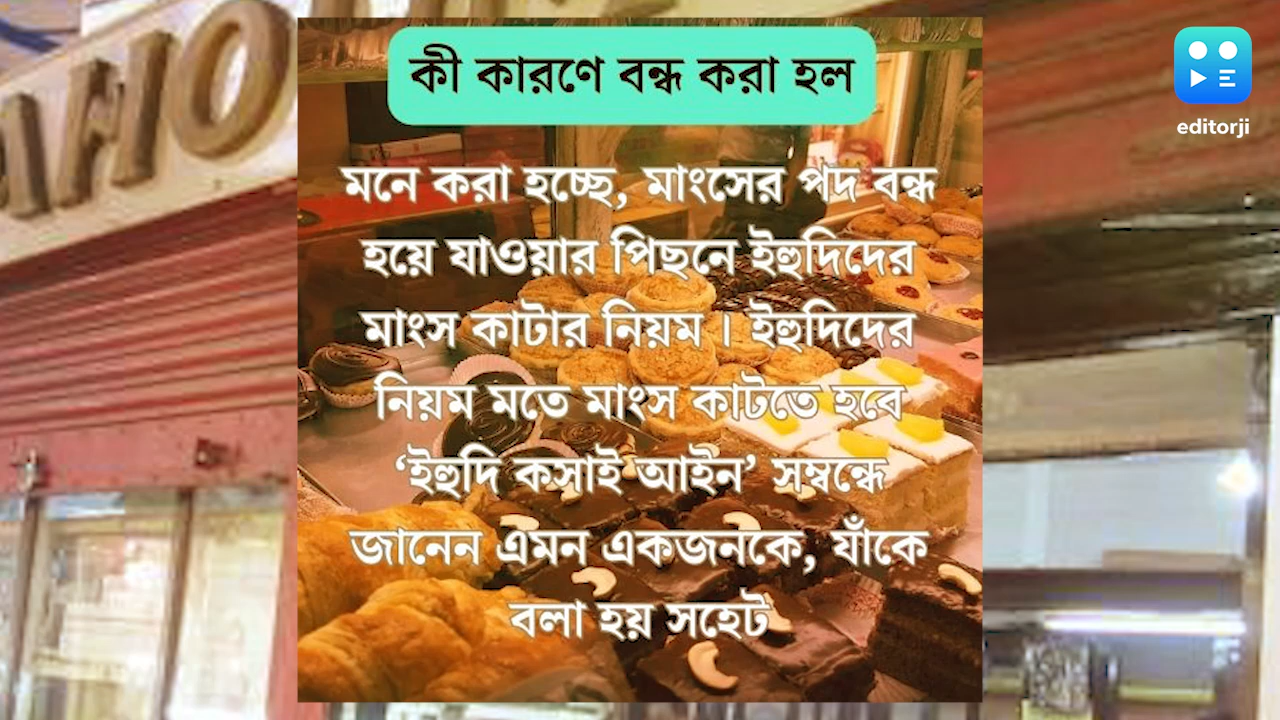 AHO
কী কারণে বন্ধ করা হল
editorji
মনে করা হচ্ছে, মাংসের পদ বন্ধ
হয়ে যাওয়ার পিছনে ইহুদিদের
মাংস কাটার নিয়ম। ইহুদিদের
নিয়ম মতে মাংস কাটতে হবে
‘ইহুদি কসাই আইন’ সম্বন্ধে
জানেন এমন একজনকে, যাঁকে
বলা হয় সহেট